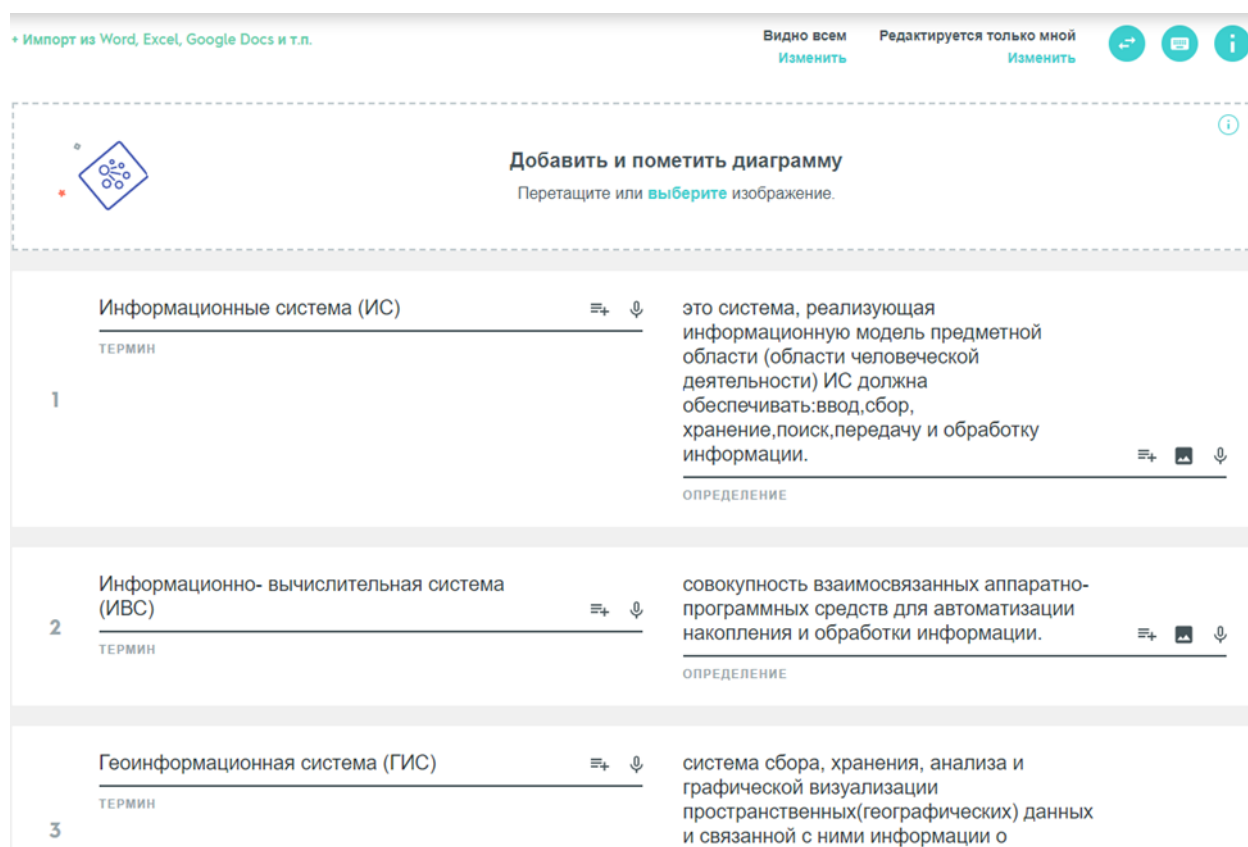 + Импорт из Word, Excel, Google Docs и т.п.
Видно всем
Изменить
Редактируется только мной
Изменить
Добавить и пометить диаграмму
Перетащите или выберите изображение.
1
Информационные система (ИС)
ТЕРМИН
это система, реализующая
информационную модель предметной
области (области человеческой
деятельности) ИС должна
обеспечивать:ввод,сбор,
хранение,поиск,передачу и обработку
информации.
ОПРЕДЕЛЕНИЕ
2
Информационно- вычислительная система
(ИВС)
ТЕРМИН
совокупность взаимосвязанных аппаратно-
программных средств для автоматизации
накопления и обработки информации.
ОПРЕДЕЛЕНИЕ
3
Геоинформационная система (ГИС)
ТЕРМИН
система сбора, хранения, анализа и
графической визуализации
пространственных(географических) данных
и связанной с ними информации о